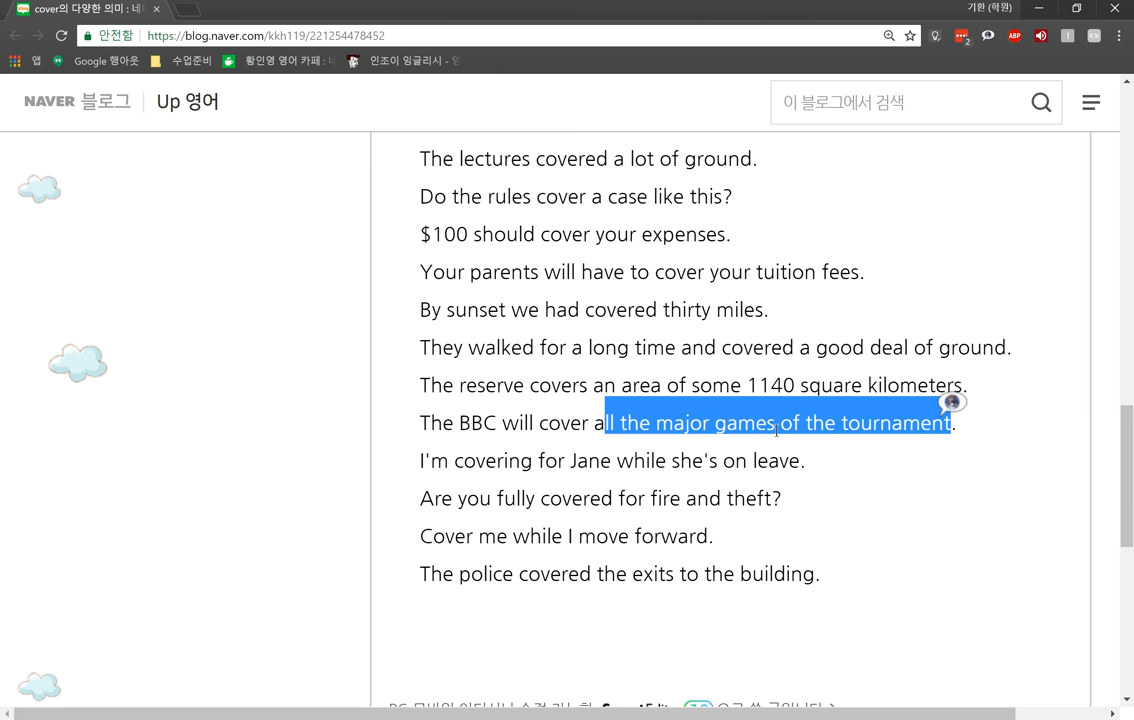 cover의 다양한 의미 : 네
기환 (학원)
안전함
https://blog.naver.com/kkh119/221254478452
앱
Google 행아웃
수업준비
황인영 영어 카페 : 네
인조이 잉글리시 -
NAVER 블로그
Up 영어
이 블로그에서 검색
The lectures covered a lot of ground.
Do the rules cover a case like this?
$100 should cover your expenses.
Your parents will have to cover your tuition fees.
By sunset we had covered thirty miles.
They walked for a long time and covered a good deal of ground.
The reserve covers an area of some 1140 square kilometers.
The BBC will cover all the major games of the tournament.
I'm covering for Jane while she's on leave.
Are you fully covered for fire and theft?
Cover me while I move forward.
The police covered the exits to the building.